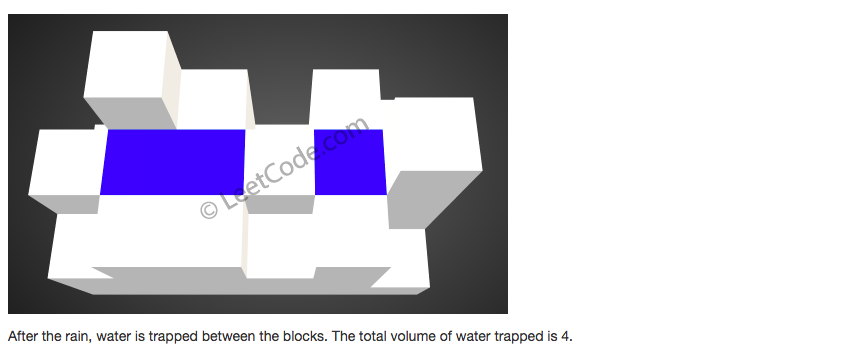 © LeetCode.com
After the rain, water is trapped between the blocks. The total volume of water trapped is 4.